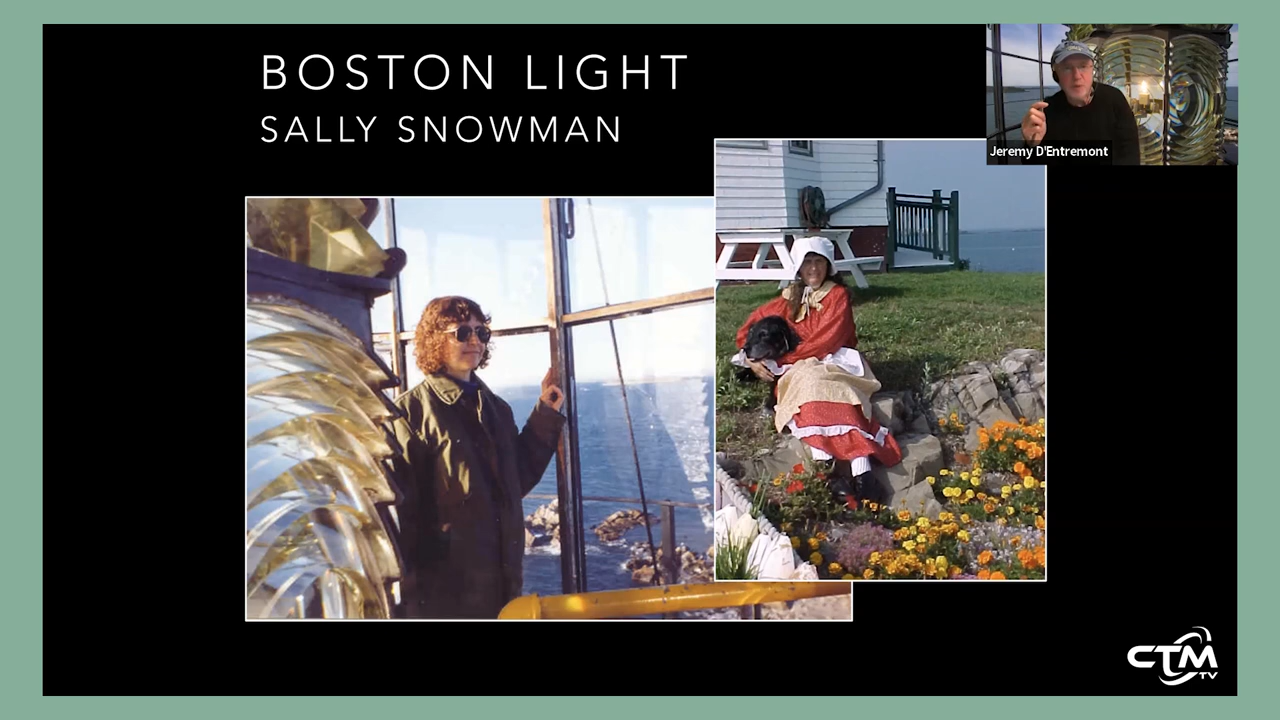 BOSTON LIGHT
SALLY SNOWMAN
Jeremy D'Entremont
CTM
TV